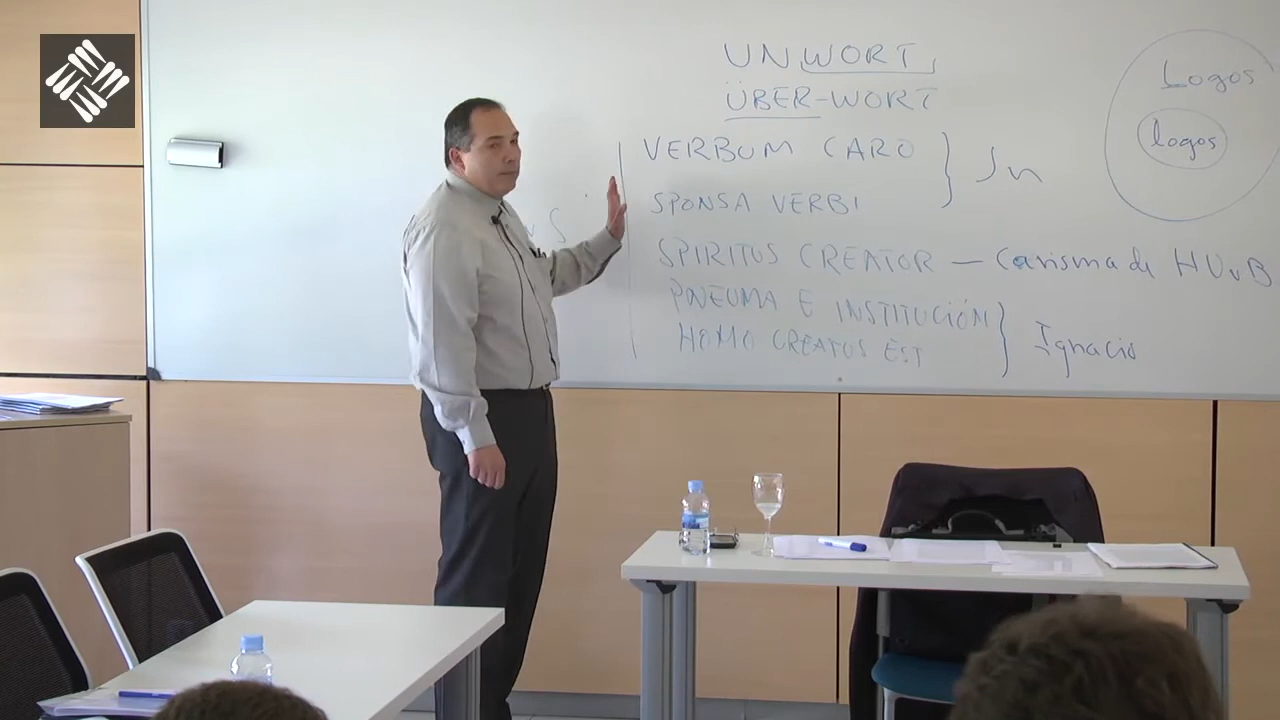 UNWORT
ÜBER-WORT
VERBUM CARO } Jn
SPONSA VERBI
SPIRITUS CREATOR — Carisma de HUvB
PNEUMA E INSTITUCIÓN
HOMO CREATUS EST } Ignacio
Logos
logos